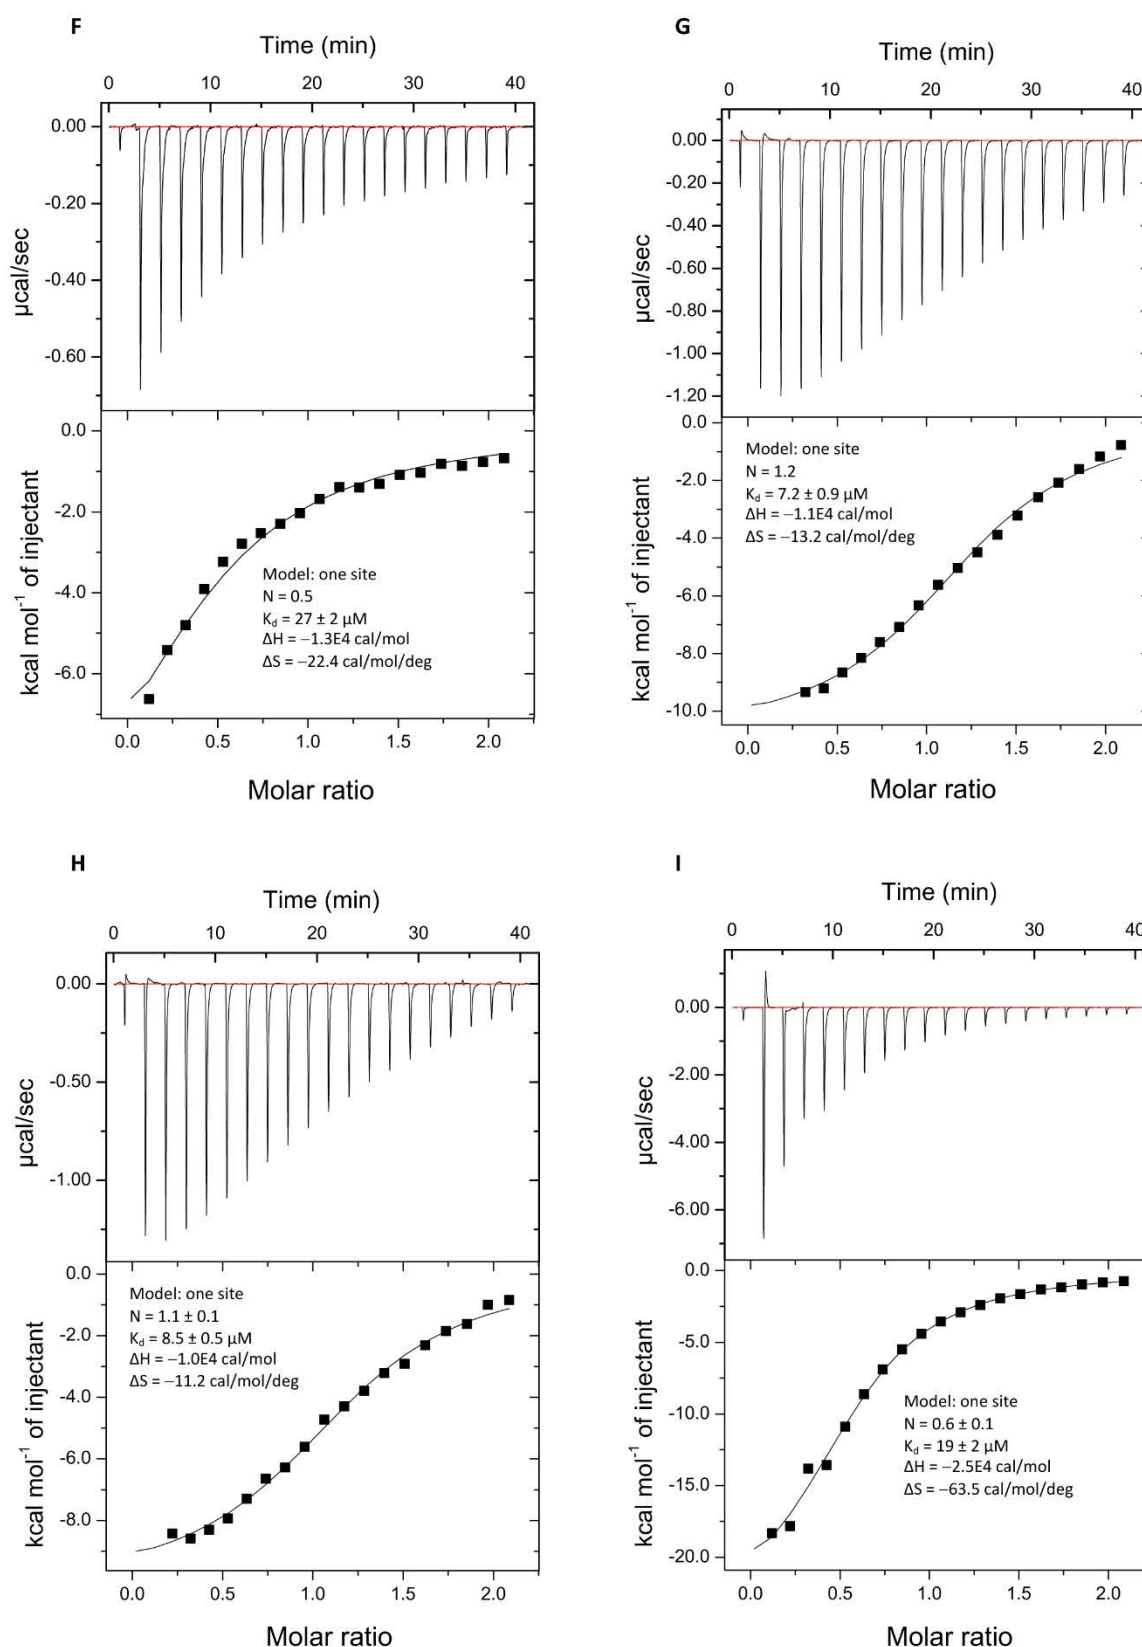 F
Time (min)
0 10 20 30 40
0.00
-0.20
-0.40
-0.60
µcal/sec
0.0
-2.0
-4.0
-6.0
kcal mol⁻¹ of injectant
Model: one site
N = 0.5
K_d = 27 ± 2 µM
ΔH = −1.3E4 cal/mol
ΔS = −22.4 cal/mol/deg
0.0 0.5 1.0 1.5 2.0
Molar ratio
G
Time (min)
0 10 20 30 40
0.00
-0.20
-0.40
-0.60
-0.80
-1.00
-1.20
µcal/sec
0.0
-2.0
-4.0
-6.0
-8.0
-10.0
kcal mol⁻¹ of injectant
Model: one site
N = 1.2
K_d = 7.2 ± 0.9 µM
ΔH = −1.1E4 cal/mol
ΔS = −13.2 cal/mol/deg
0.0 0.5 1.0 1.5 2.0
Molar ratio
H
Time (min)
0 10 20 30 40
0.00
-0.50
-1.00
µcal/sec
0.0
-2.0
-4.0
-6.0
-8.0
kcal mol⁻¹ of injectant
Model: one site
N = 1.1 ± 0.1
K_d = 8.5 ± 0.5 µM
ΔH = −1.0E4 cal/mol
ΔS = −11.2 cal/mol/deg
0.0 0.5 1.0 1.5 2.0
Molar ratio
I
Time (min)
0 10 20 30 40
0.00
-2.00
-4.00
-6.00
µcal/sec
0.0
-5.0
-10.0
-15.0
-20.0
kcal mol⁻¹ of injectant
Model: one site
N = 0.6 ± 0.1
K_d = 19 ± 2 µM
ΔH = −2.5E4 cal/mol
ΔS = −63.5 cal/mol/deg
0.0 0.5 1.0 1.5 2.0
Molar ratio